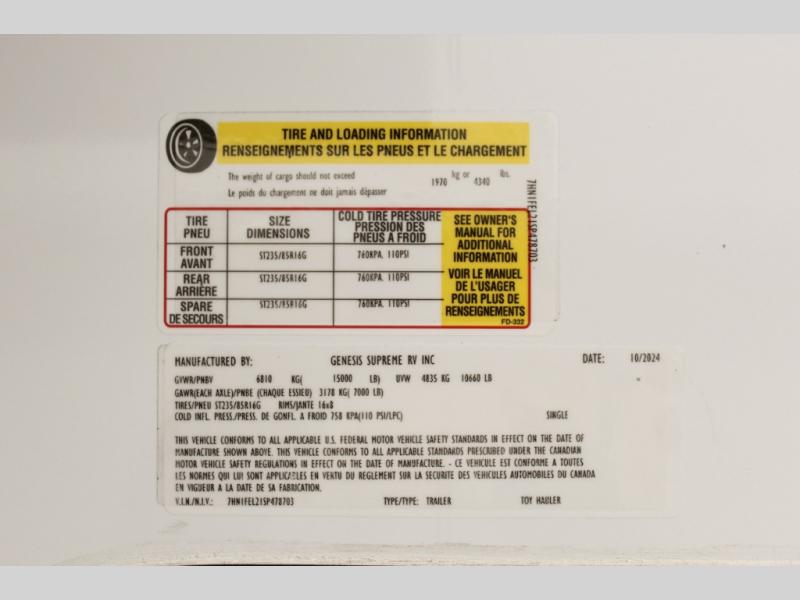 TIRE AND LOADING INFORMATION
RENSEIGNEMENTS SUR LES PNEUS ET LE CHARGEMENT
The weight of cargo should not exceed
Le poids du chargement ne doit jamais dépasser
1970 kg or 4340 lbs.
7HN1FEL21SP478703
TIRE PNEU SIZE DIMENSIONS COLD TIRE PRESSURE PRESSION DES PNEUS A FROID
FRONT AVANT ST235/85R16G 760KPA. 110PSI
REAR ARRIÈRE ST235/85R16G 760KPA. 110PSI
SPARE DE SECOURS ST235/85R16G 760KPA. 110PSI
SEE OWNER'S
MANUAL FOR
ADDITIONAL
INFORMATION
VOIR LE MANUEL
DE L'USAGER
POUR PLUS DE
RENSEIGNEMENTS
FD-332
MANUFACTURED BY: GENESIS SUPREME RV INC DATE: 10/2024
GVWR/PNBV 6810 KG( 15000 LB) UVW 4835 KG 10660 LB
GAWR(EACH AXLE)/PNBE (CHAQUE ESSIEU) 3178 KG( 7000 LB)
TIRES/PNEU ST235/85R16G RIMS/JANTE 16x8
COLD INFL. PRESS./PRESS. DE GONFL. A FROID 758 KPA(110 PSI/LPC) SINGLE
THIS VEHICLE CONFORMS TO ALL APPLICABLE U.S. FEDERAL MOTOR VEHICLE SAFETY STANDARDS IN EFFECT ON THE DATE OF
MANUFACTURE SHOWN ABOVE. THIS VEHICLE CONFORMS TO ALL APPLICABLE STANDARDS PRESCRIBED UNDER THE CANADIAN
MOTOR VEHICLE SAFETY REGULATIONS IN EFFECT ON THE DATE OF MANUFACTURE. - CE VEHICULE EST CONFORME A TOUTES
LES NORMES QUI LUI SONT APPLICABLES EN VERTU DU REGLEMENT SUR LA SECURITE DES VEHICULES AUTOMOBILES DU CANADA
EN VIGUEUR A LA DATE DE SA FABRICATION.
V.I.N./N.I.V.: 7HN1FEL21SP478703 TYPE/TYPE: TRAILER TOY HAULER